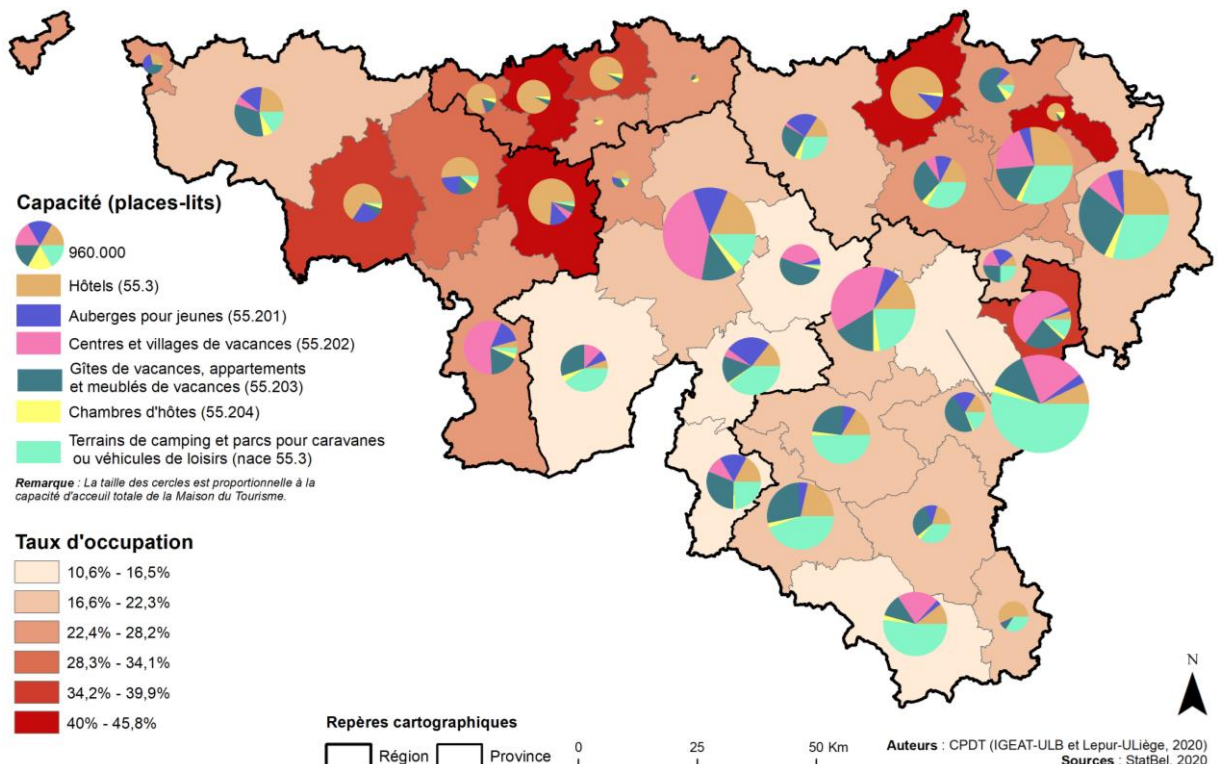 Capacité (places-lits)
960.000
Hôtels (55.3)
Auberges pour jeunes (55.201)
Centres et villages de vacances (55.202)
Gîtes de vacances, appartements
et meublés de vacances (55.203)
Chambres d'hôtes (55.204)
Terrains de camping et parcs pour caravanes
ou véhicules de loisirs (nace 55.3)
Remarque : La taille des cercles est proportionnelle à la
capacité d'acceuil totale de la Maison du Tourisme.
Taux d'occupation
10,6% - 16,5%
16,6% - 22,3%
22,4% - 28,2%
28,3% - 34,1%
34,2% - 39,9%
40% - 45,8%
Repères cartographiques
Région Province
0 25 50 Km
N
Auteurs : CPDT (IGEAT-ULB et Lepur-ULiège, 2020)
Sources : StatBel, 2020